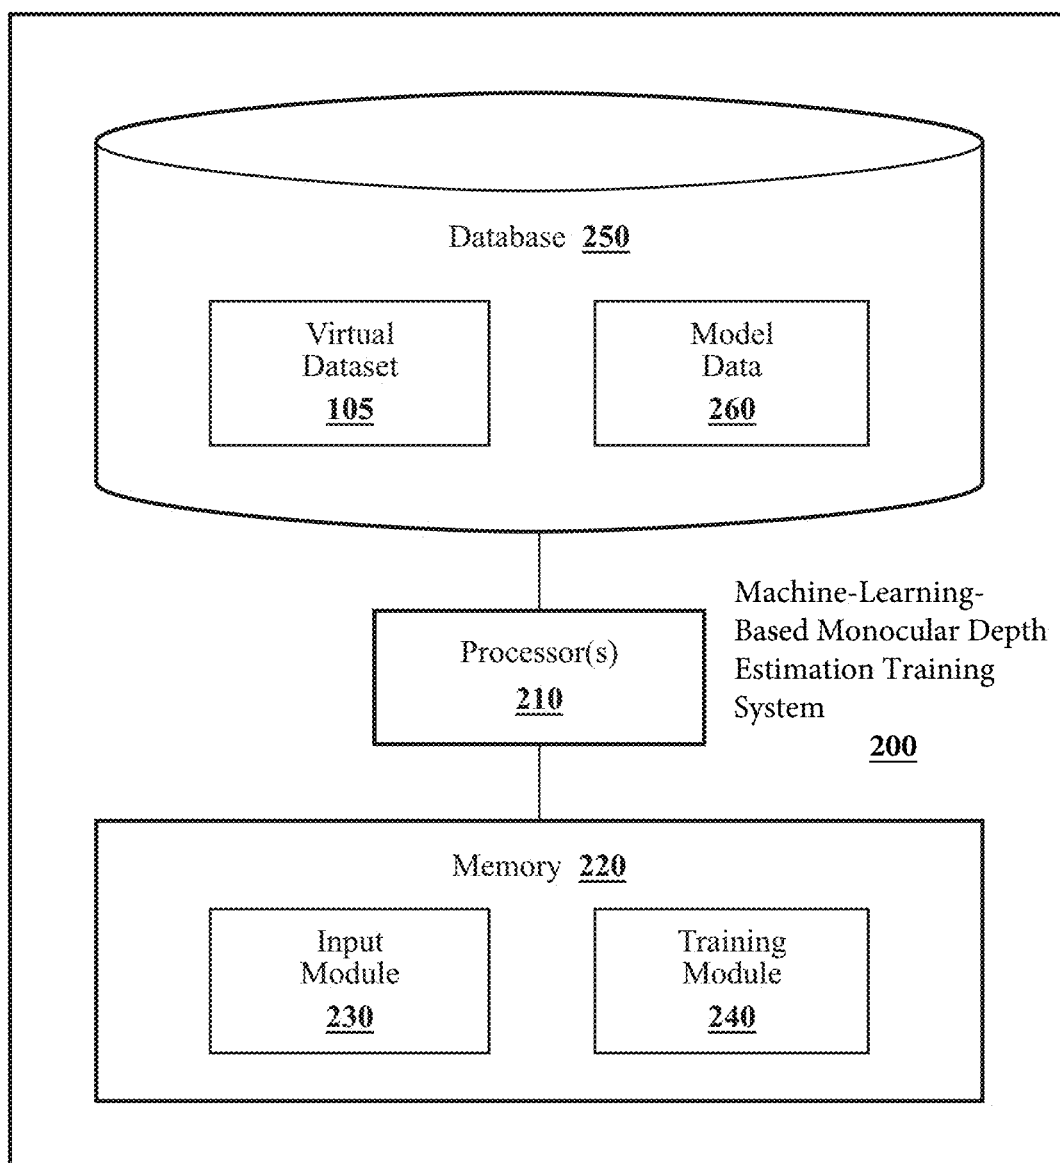 Database 250
Virtual
Dataset
105
Model
Data
260
Processor(s)
210
Machine-Learning-
Based Monocular Depth
Estimation Training
System
200
Memory 220
Input
Module
230
Training
Module
240